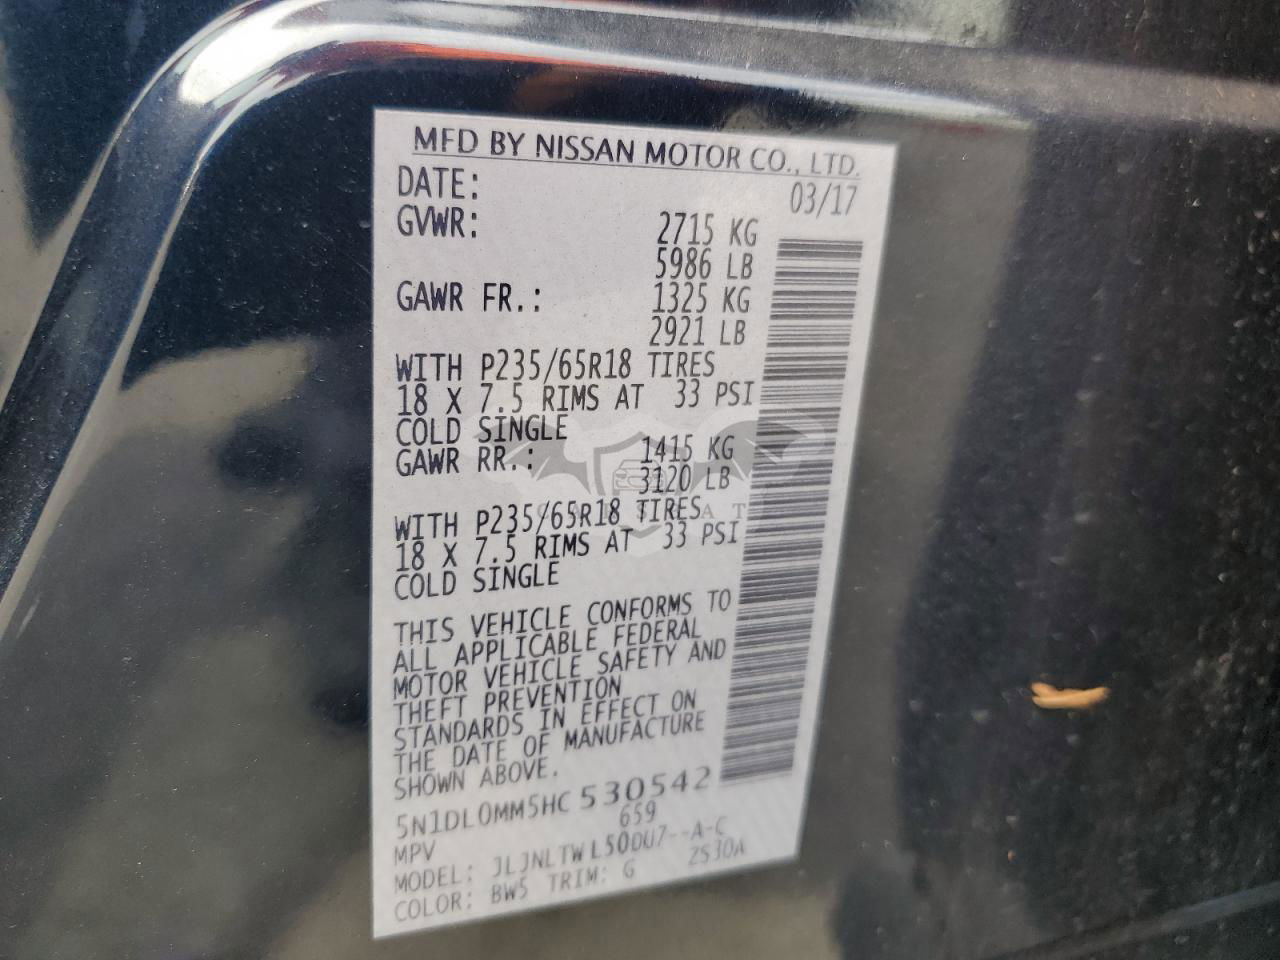 MFD BY NISSAN MOTOR CO., LTD.
DATE: 03/17
GVWR: 2715 KG
5986 LB
GAWR FR.: 1325 KG
2921 LB
WITH P235/65R18 TIRES
18 X 7.5 RIMS AT 33 PSI
COLD SINGLE
GAWR RR.: 1415 KG
3120 LB
WITH P235/65R18 TIRES
18 X 7.5 RIMS AT 33 PSI
COLD SINGLE
THIS VEHICLE CONFORMS TO
ALL APPLICABLE FEDERAL
MOTOR VEHICLE SAFETY AND
THEFT PREVENTION
STANDARDS IN EFFECT ON
THE DATE OF MANUFACTURE
SHOWN ABOVE.
5N1DL0MM5HC 530542
MPV 659
MODEL: JLJNLTW A-C
COLOR: BW5 TRIM: G 2S30A